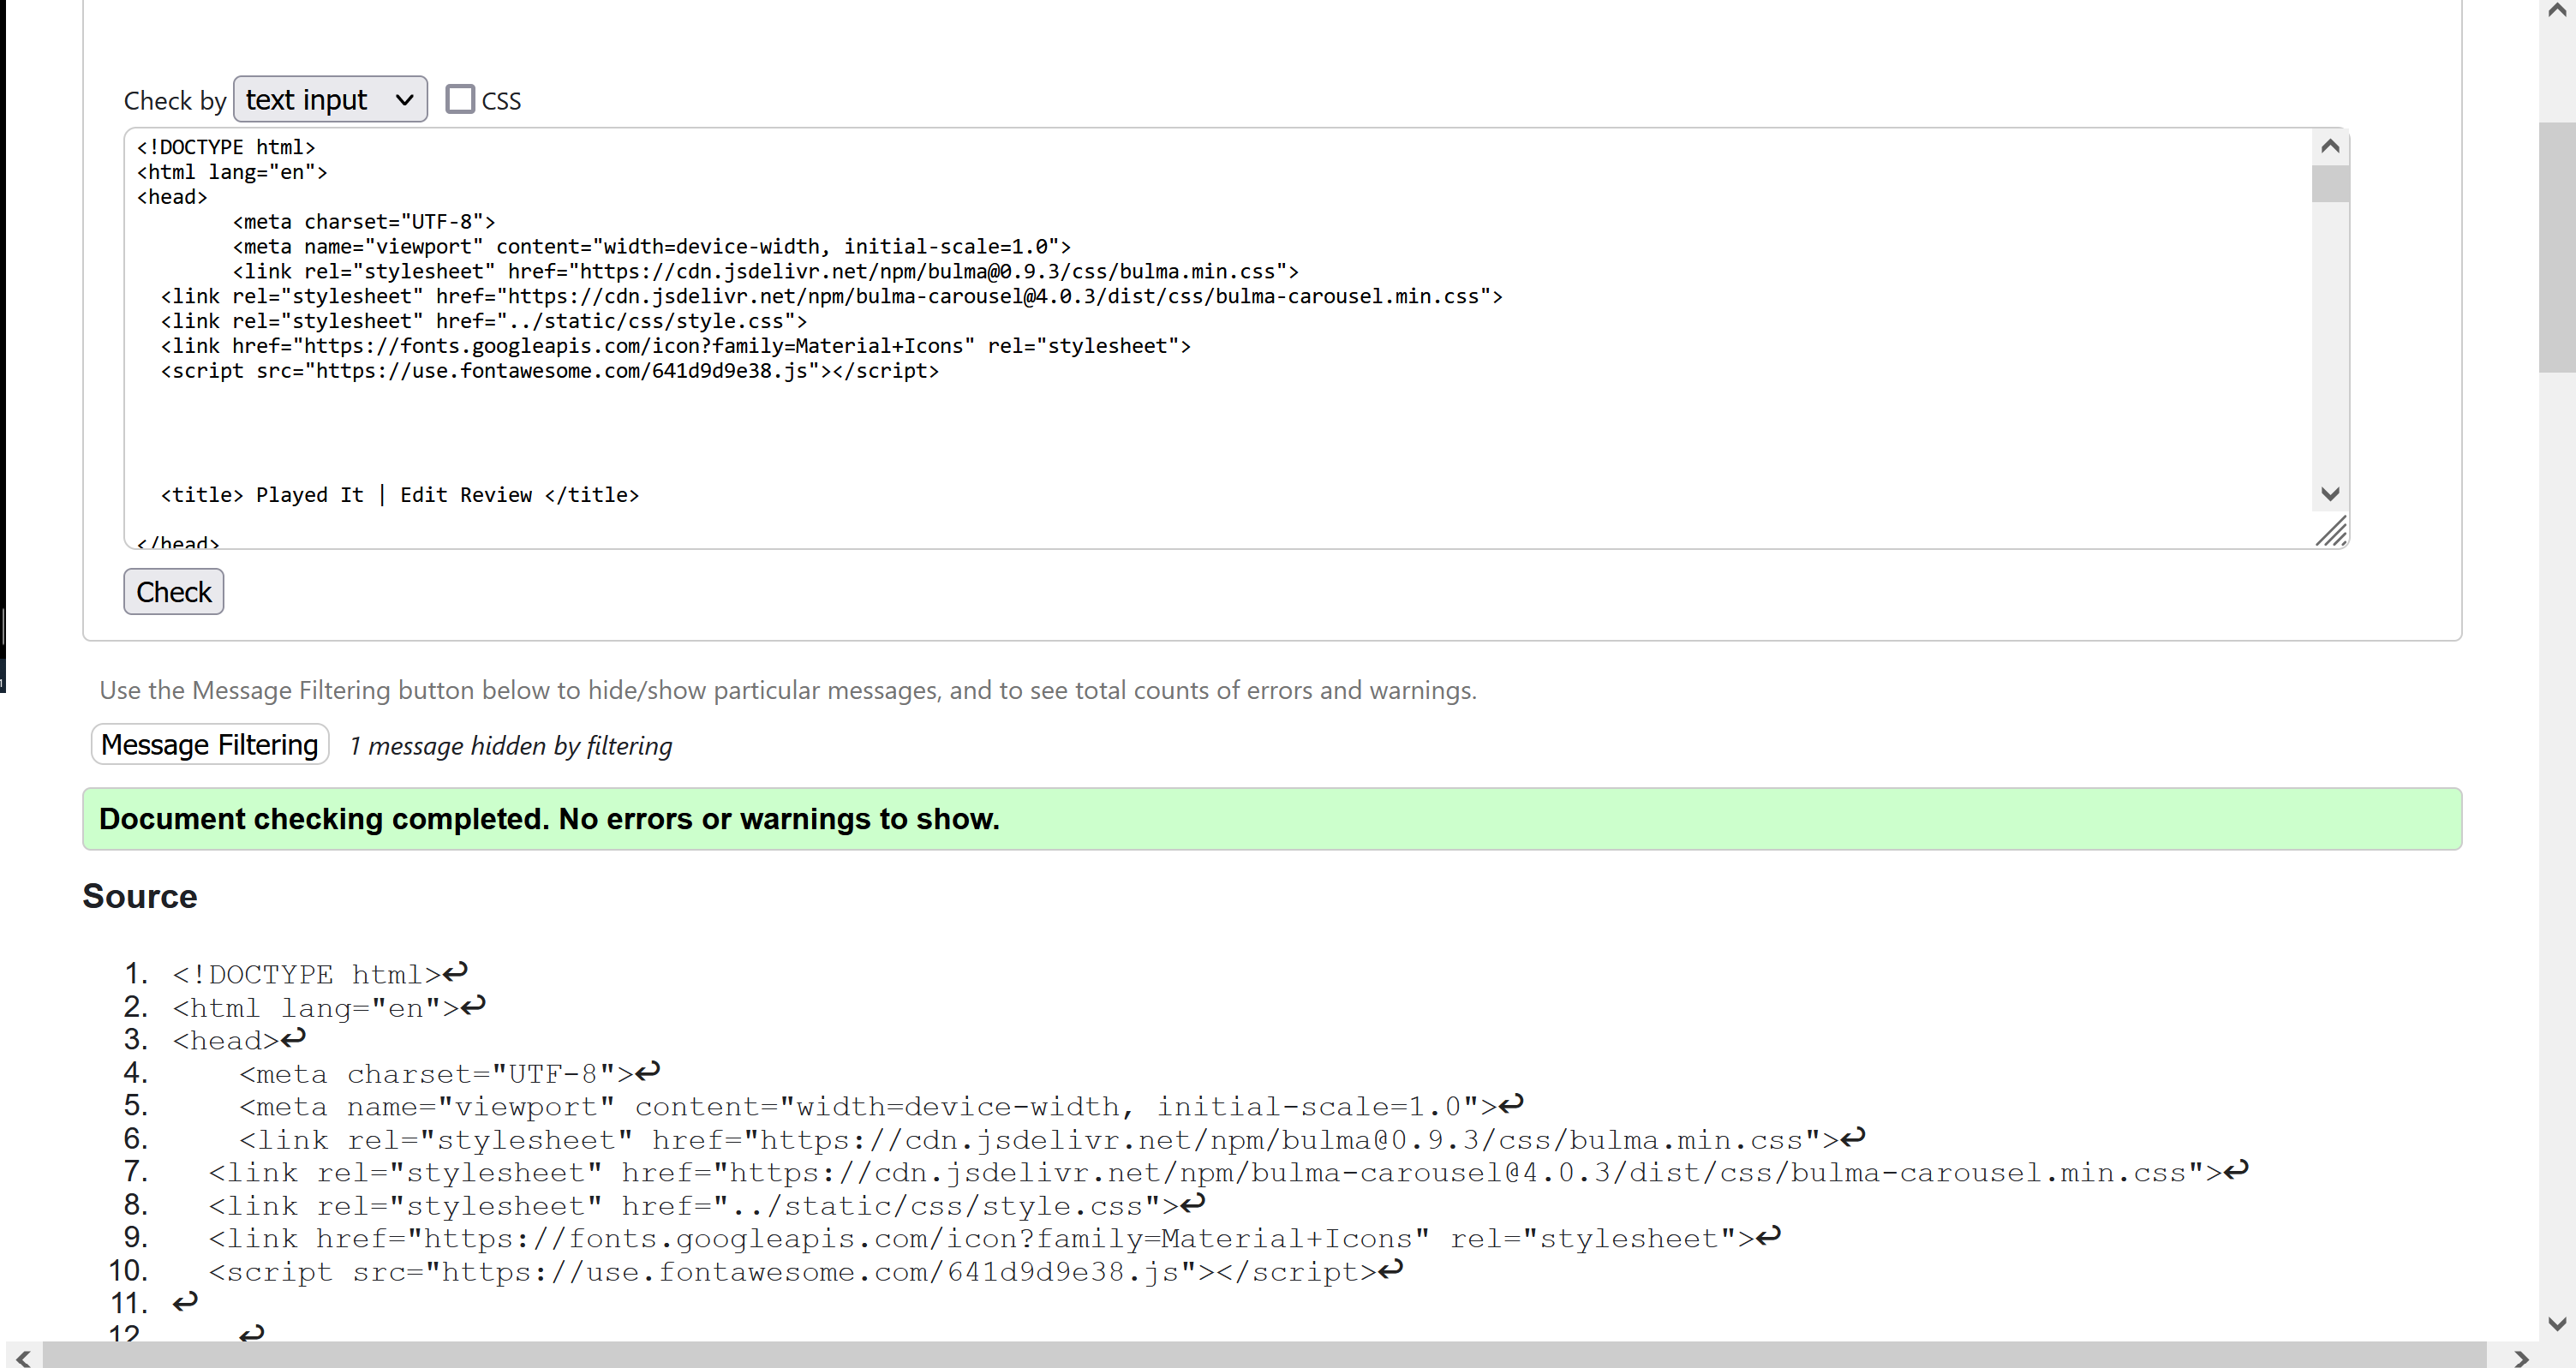 Check by text input CSS
<!DOCTYPE html>
<html lang="en">
<head>
<meta charset="UTF-8">
<meta name="viewport" content="width=device-width, initial-scale=1.0">
<link rel="stylesheet" href="https://cdn.jsdelivr.net/npm/bulma@0.9.3/css/bulma.min.css">
<link rel="stylesheet" href="https://cdn.jsdelivr.net/npm/bulma-carousel@4.0.3/dist/css/bulma-carousel.min.css">
<link rel="stylesheet" href="../static/css/style.css">
<link href="https://fonts.googleapis.com/icon?family=Material+Icons" rel="stylesheet">
<script src="https://use.fontawesome.com/641d9d9e38.js"></script>
<title> Played It | Edit Review </title>
</head>
Check
Use the Message Filtering button below to hide/show particular messages, and to see total counts of errors and warnings.
Message Filtering 1 message hidden by filtering
Document checking completed. No errors or warnings to show.
Source
1. <!DOCTYPE html>↩
2. <html lang="en">↩
3. <head>↩
4. <meta charset="UTF-8">↩
5. <meta name="viewport" content="width=device-width, initial-scale=1.0">↩
6. <link rel="stylesheet" href="https://cdn.jsdelivr.net/npm/bulma@0.9.3/css/bulma.min.css">↩
7. <link rel="stylesheet" href="https://cdn.jsdelivr.net/npm/bulma-carousel@4.0.3/dist/css/bulma-carousel.min.css">↩
8. <link rel="stylesheet" href="../static/css/style.css">↩
9. <link href="https://fonts.googleapis.com/icon?family=Material+Icons" rel="stylesheet">↩
10. <script src="https://use.fontawesome.com/641d9d9e38.js"></script>↩
11. ↩
12. ↩